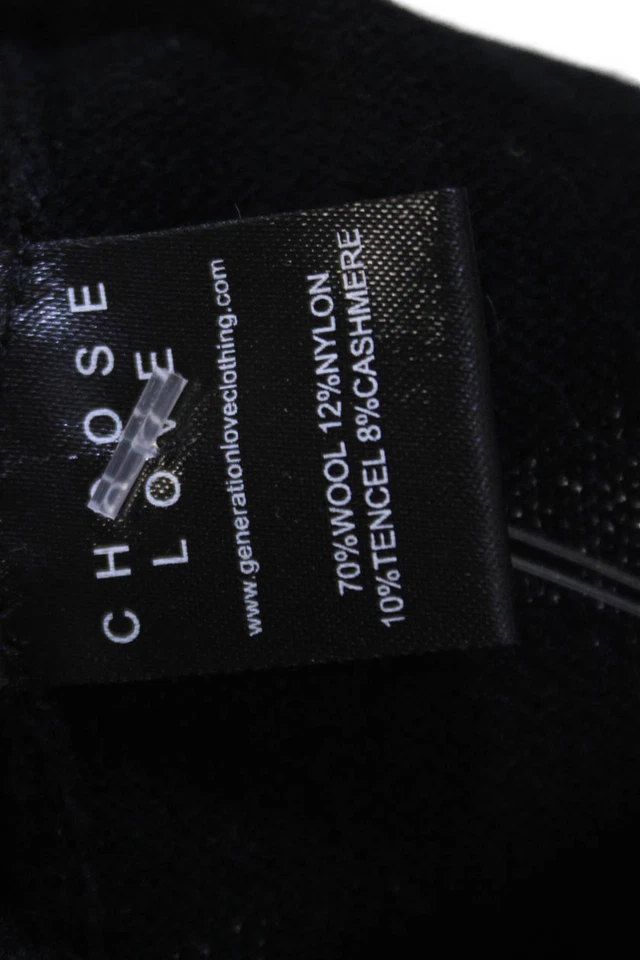 CHOOSE
LOVE
www.generationloveclothing.com
70%WOOL 12%NYLON
10%TENCEL 8%CASHMERE